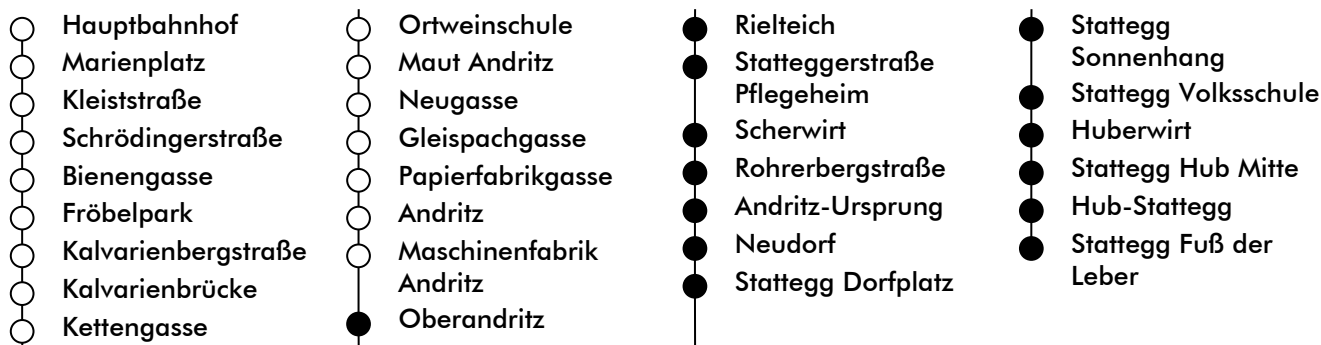 Hauptbahnhof
Marienplatz
Kleiststraße
Schrödingerstraße
Bienengasse
Fröbelpark
Kalvarienbergstraße
Kalvarienbrücke
Kettengasse
Ortweinschule
Maut Andritz
Neugasse
Gleispachgasse
Papierfabrikgasse
Andritz
Maschinenfabrik
Andritz
Oberandritz
Rielteich
Statteggerstraße
Pflegeheim
Scherwirt
Rohrerbergstraße
Andritz-Ursprung
Neudorf
Stattegg Dorfplatz
Stattegg
Sonnenhang
Stattegg Volksschule
Huberwirt
Stattegg Hub Mitte
Hub-Stattegg
Stattegg Fuß der
Leber